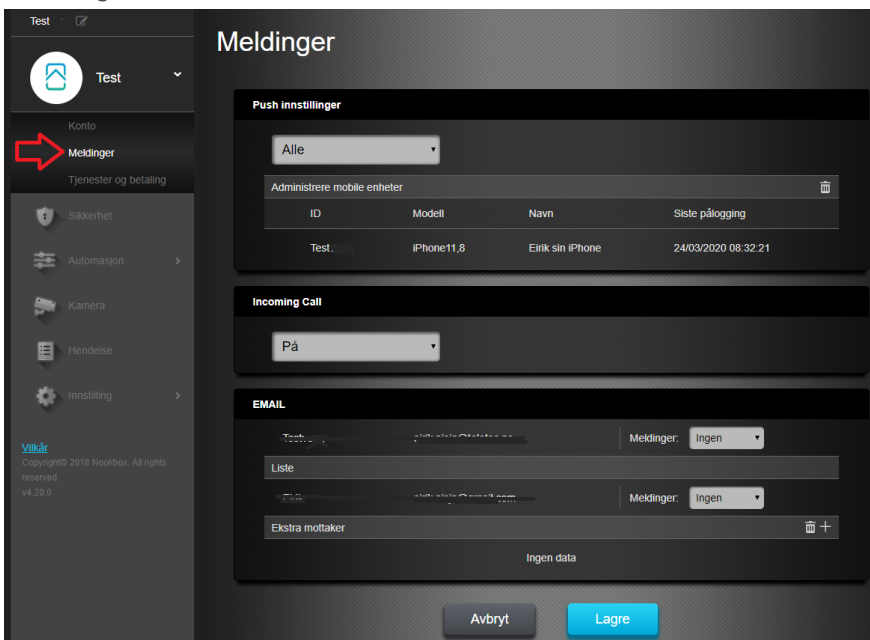 Test
Test
Konto
Meldinger
Tjenester og betaling
Sikkerhet
Automasjon
Kamera
Hendelse
Innstilling
Vilkår
Copyright© 2018 Nookbox. All rights
reserved.
v4.20.0
Meldinger
Push innstillinger
Alle
Administrere mobile enheter
ID Modell Navn Siste pålogging
Test. iPhone11,8 Eirik sin iPhone 24/03/2020 08:32:21
Incoming Call
På
EMAIL
Meldinger: Ingen
Liste
Meldinger: Ingen
Ekstra mottaker
Ingen data
Avbryt Lagre